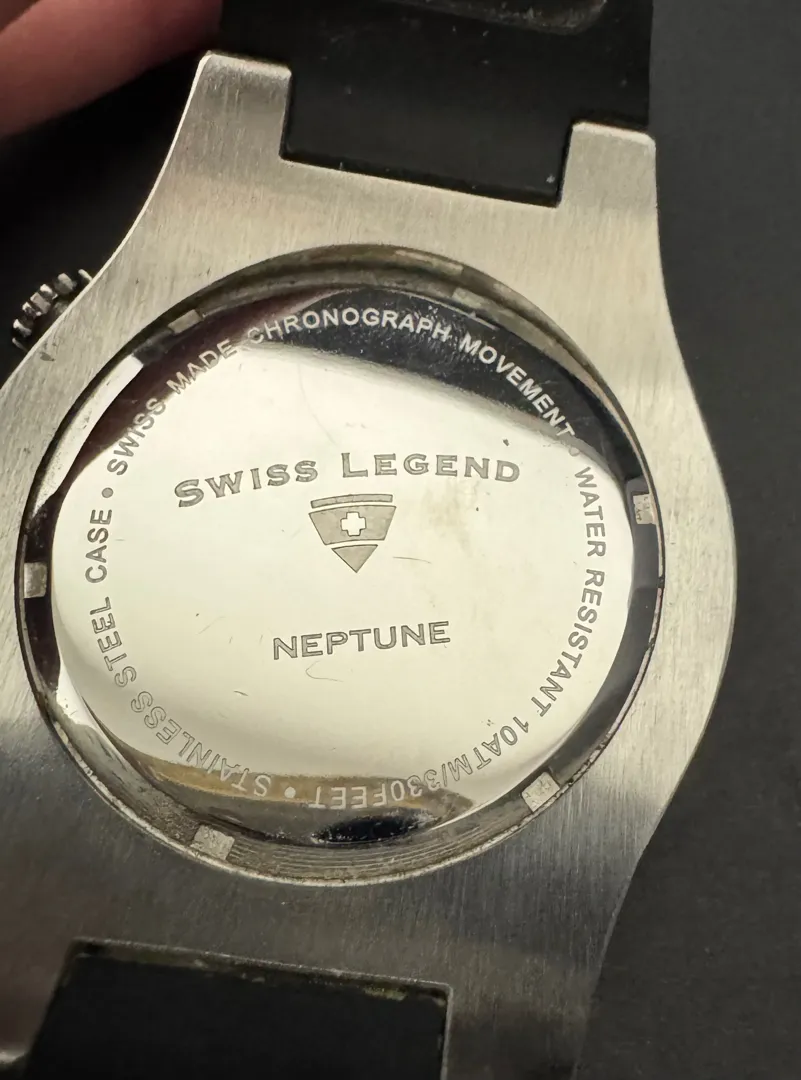 SWISS MADE CHRONOGRAPH MOVEMENT • WATER RESISTANT 10ATM/330FEET • STAINLESS STEEL CASE •
SWISS LEGEND
NEPTUNE